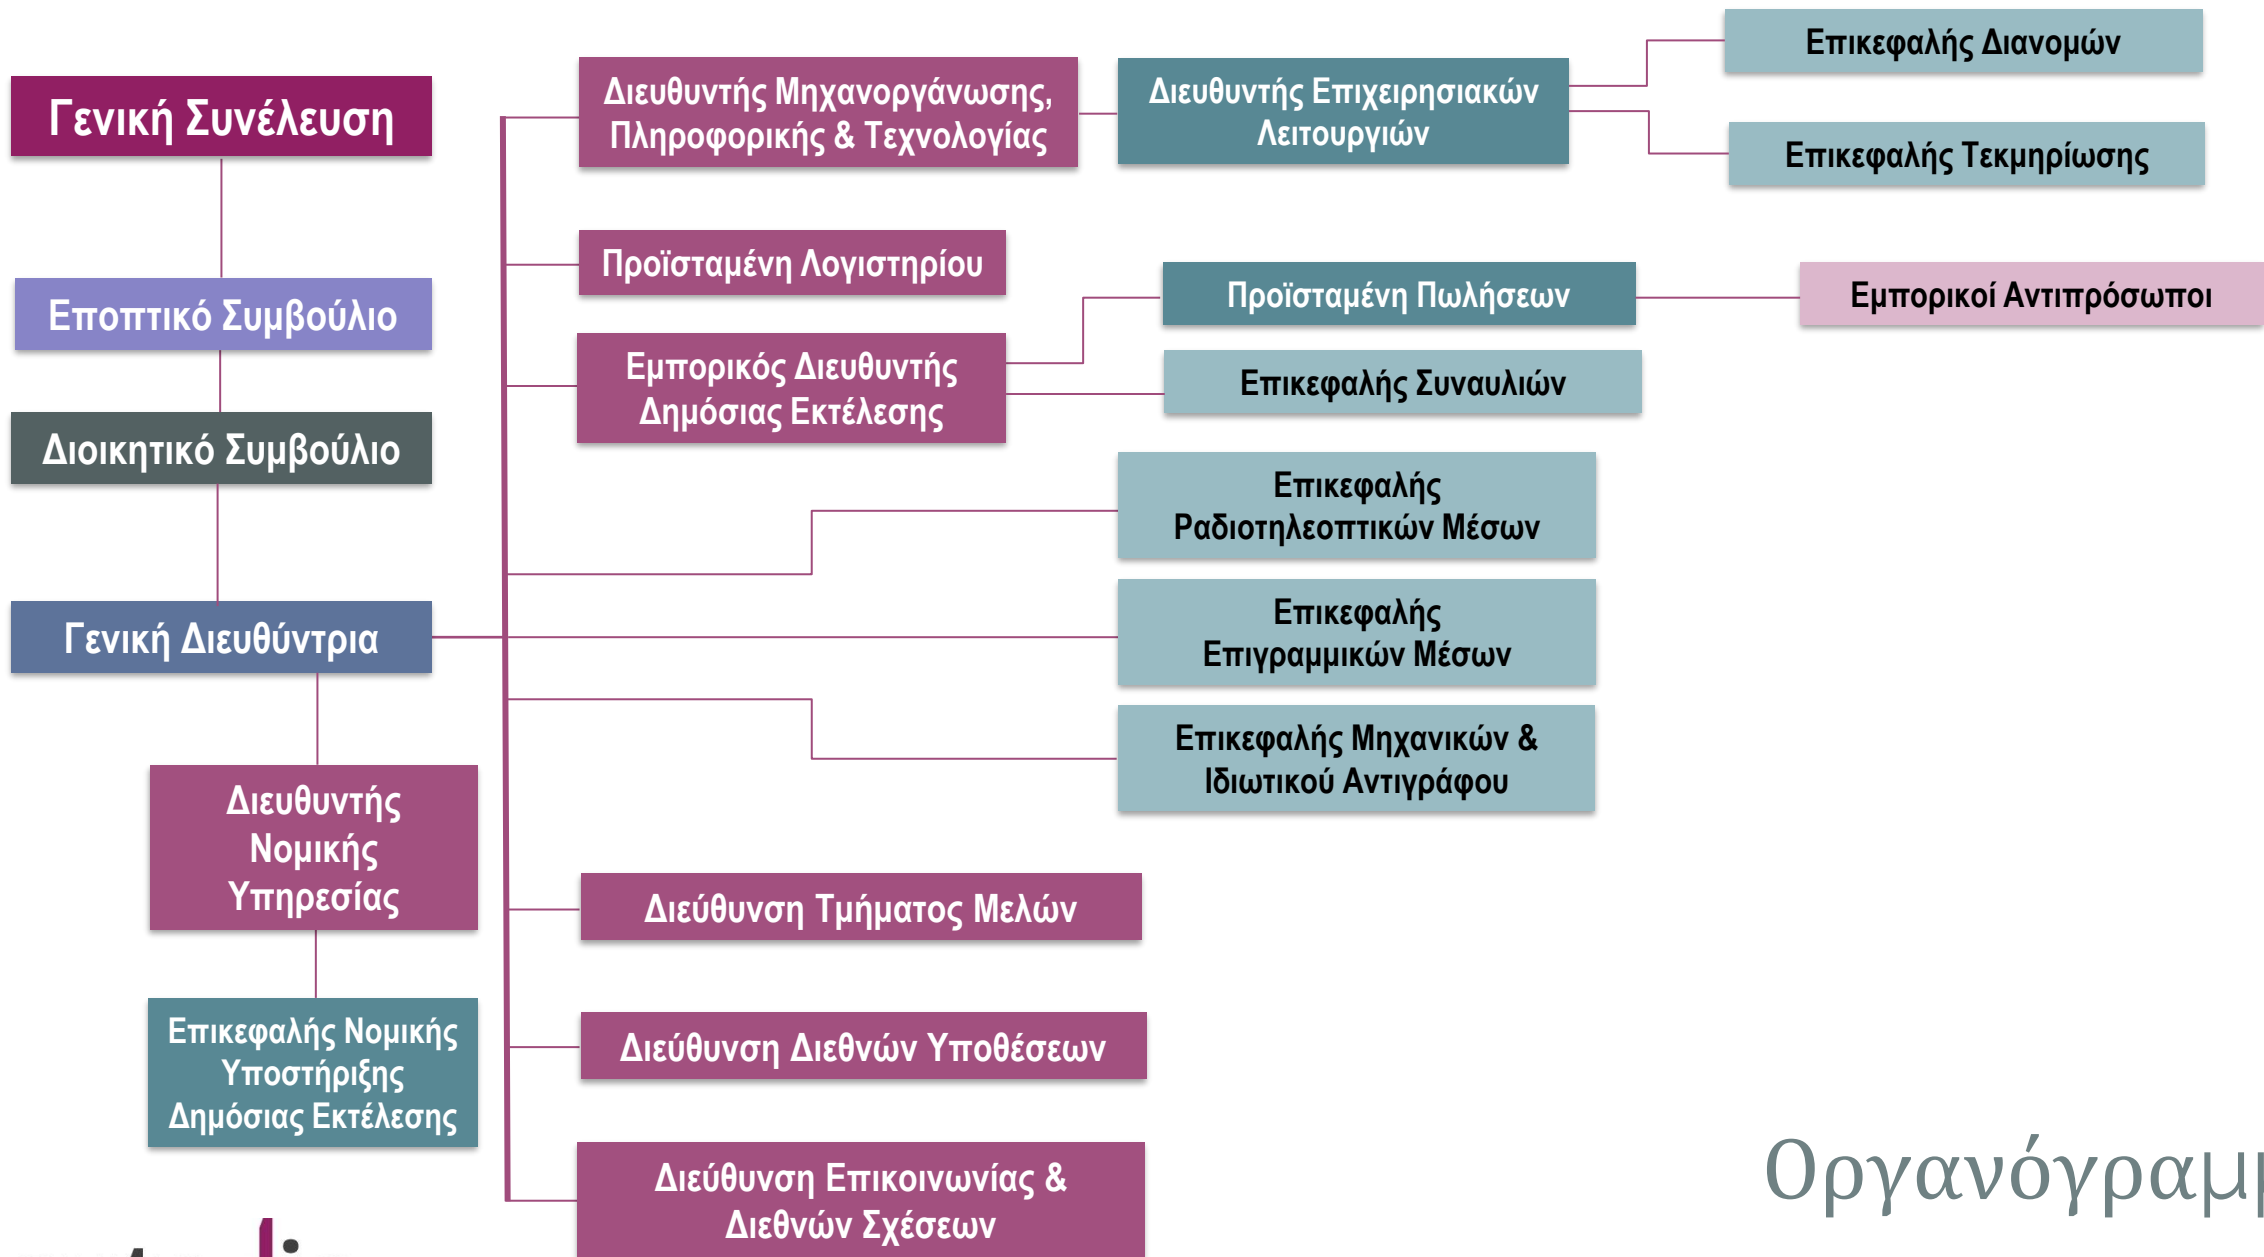 Γενική Συνέλευση
Εποπτικό Συμβούλιο
Διοικητικό Συμβούλιο
Γενική Διευθύντρια
Διευθυντής
Νομικής
Υπηρεσίας
Επικεφαλής Νομικής
Υποστήριξης
Δημόσιας Εκτέλεσης
Διευθυντής Μηχανοργάνωσης,
Πληροφορικής & Τεχνολογίας
Διευθυντής Επιχειρησιακών
Λειτουργιών
Επικεφαλής Διανομών
Επικεφαλής Τεκμηρίωσης
Προϊσταμένη Λογιστηρίου
Εμπορικός Διευθυντής
Δημόσιας Εκτέλεσης
Προϊσταμένη Πωλήσεων
Εμπορικοί Αντιπρόσωποι
Επικεφαλής Συναυλιών
Επικεφαλής
Ραδιοτηλεοπτικών Μέσων
Επικεφαλής
Επιγραμμικών Μέσων
Επικεφαλής Μηχανικών &
Ιδιωτικού Αντιγράφου
Διεύθυνση Τμήματος Μελών
Διεύθυνση Διεθνών Υποθέσεων
Διεύθυνση Επικοινωνίας &
Διεθνών Σχέσεων